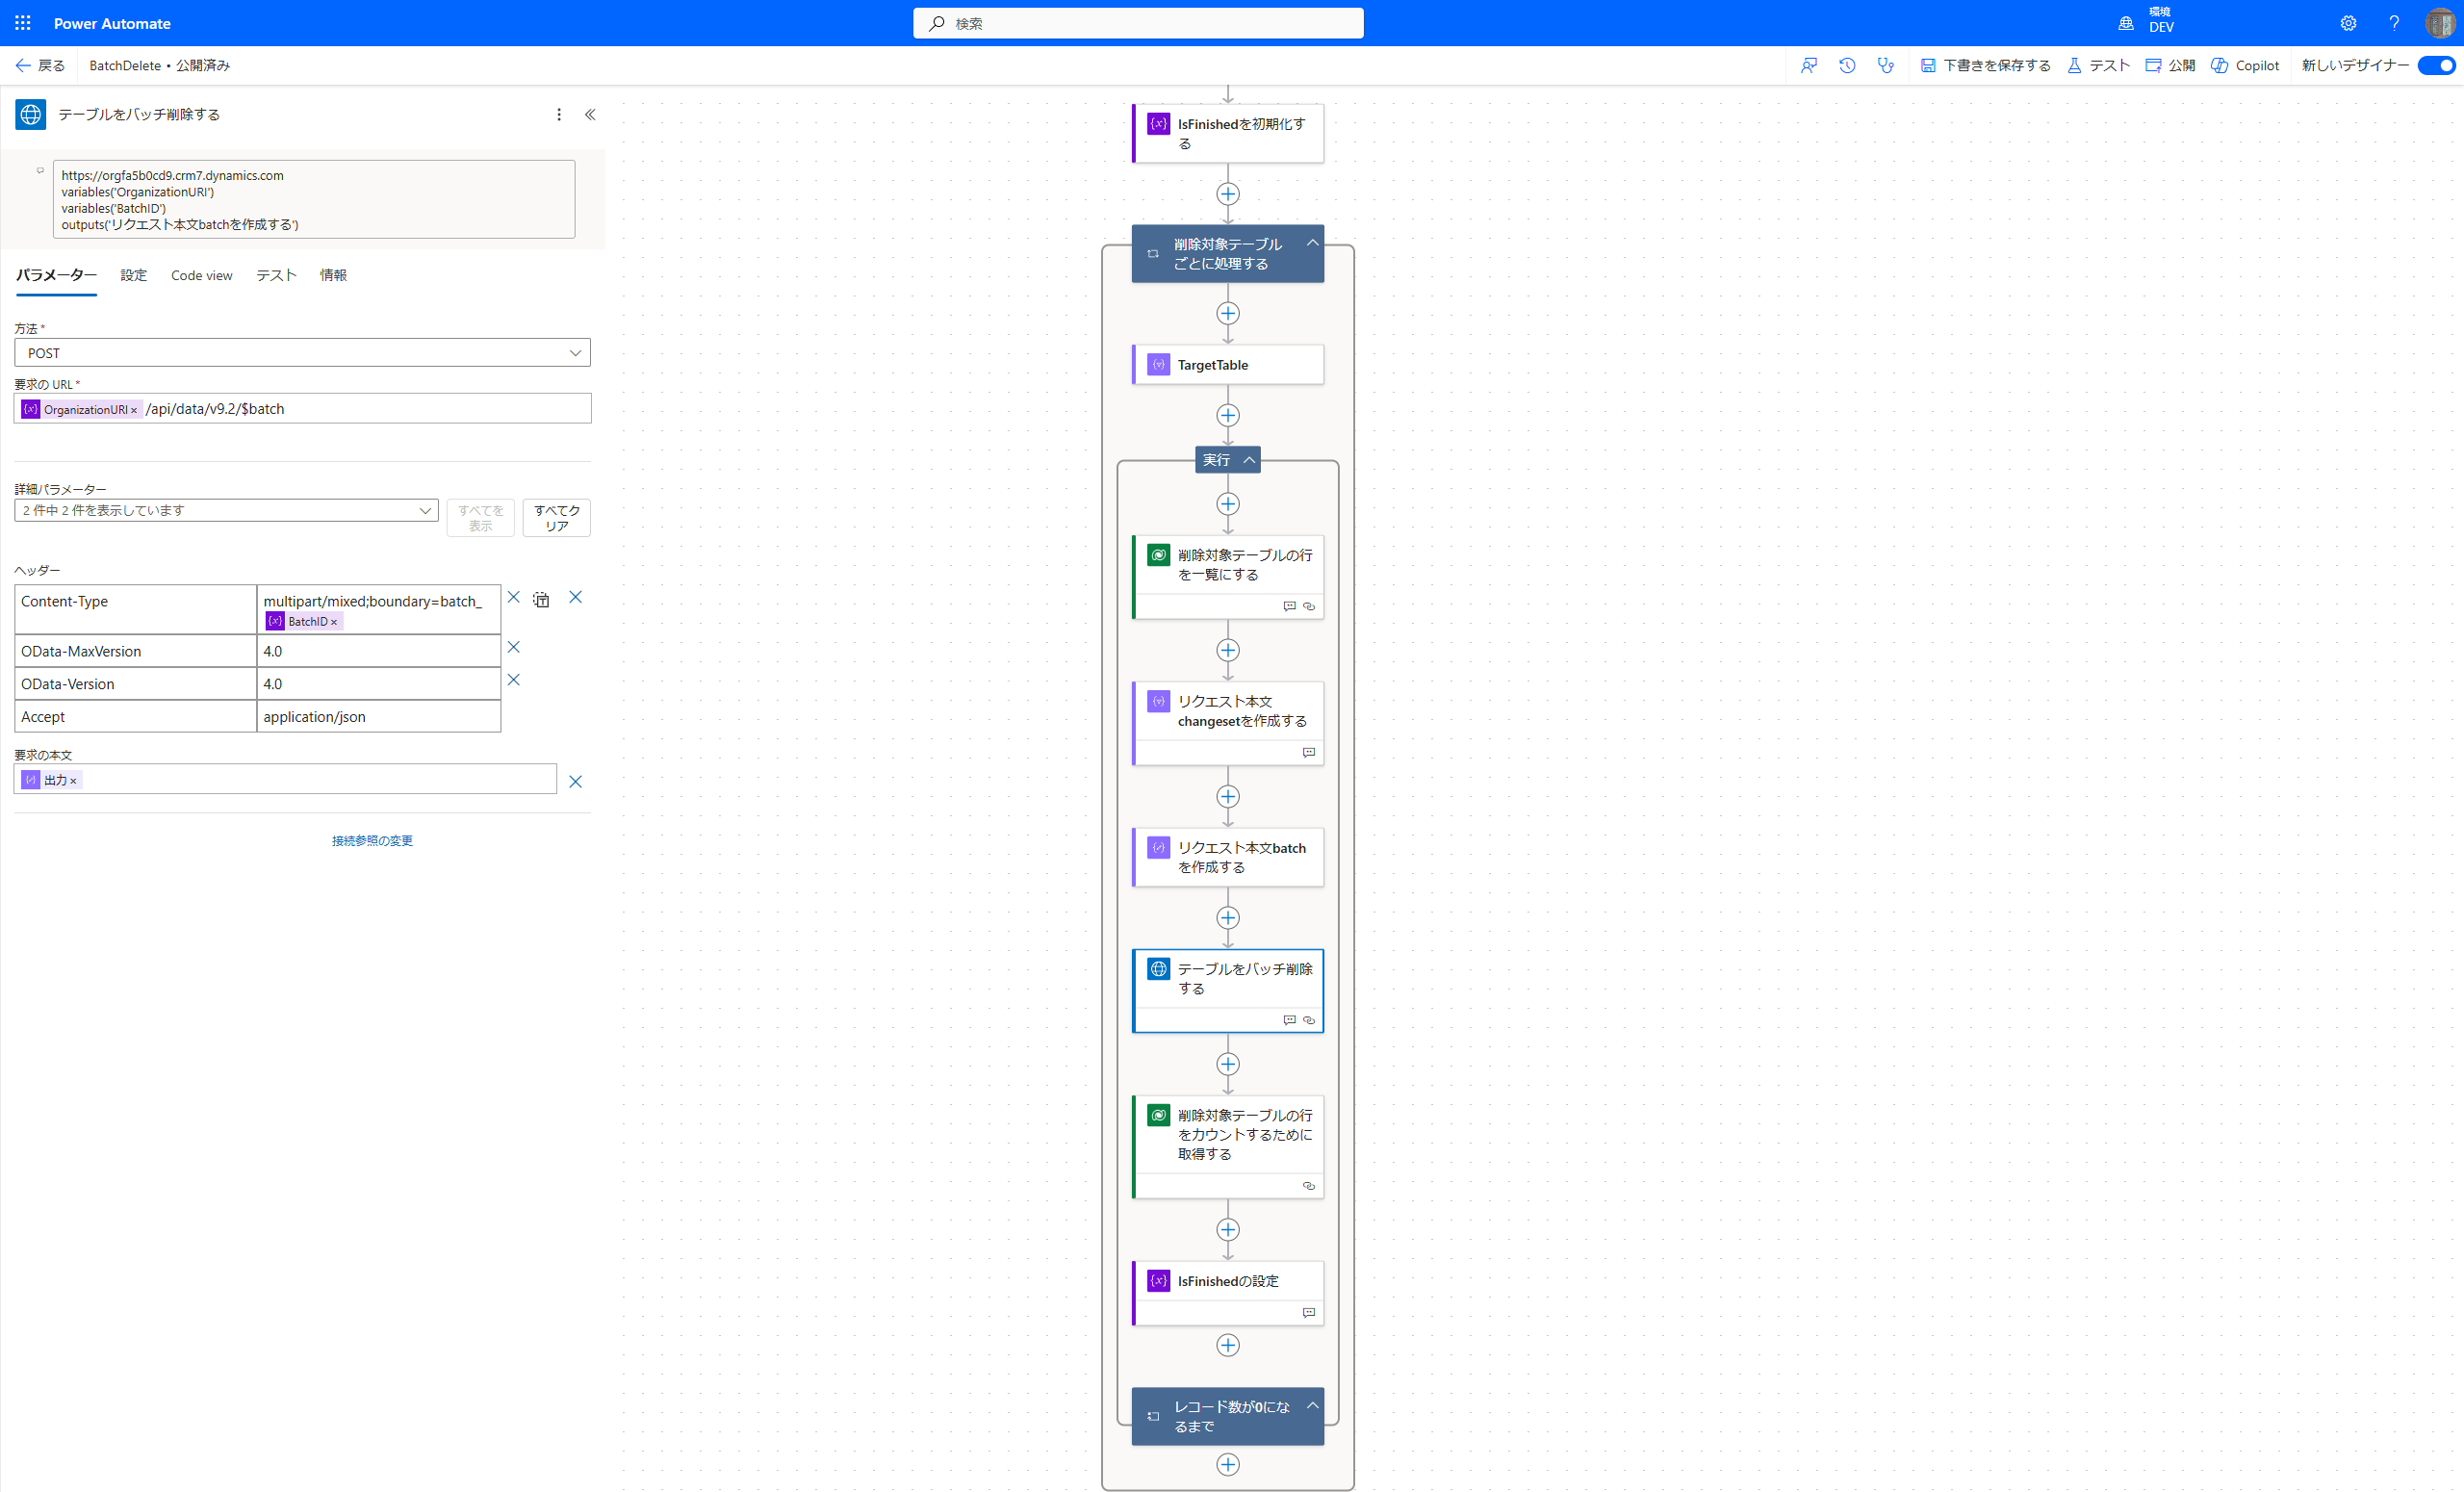 Power Automate
検索
環境
DEV
戻る
BatchDelete • 公開済み
下書きを保存する
テスト
公開
Copilot
新しいデザイナー
テーブルをバッチ削除する
https://orgfa5b0cd9.crm7.dynamics.com
variables('OrganizationURI')
variables('BatchID')
outputs('リクエスト本文batchを作成する')
パラメーター
設定
Code view
テスト
情報
方法 *
POST
要求の URL *
OrganizationURI × /api/data/v9.2/$batch
詳細パラメーター
2 件中 2 件を表示しています
すべてを
表示
すべてク
リア
ヘッダー
Content-Type
multipart/mixed;boundary=batch_
BatchID ×
OData-MaxVersion
4.0
OData-Version
4.0
Accept
application/json
要求の本文
出力 ×
接続参照の変更
IsFinishedを初期化す
る
削除対象テーブル
ごとに処理する
TargetTable
実行
削除対象テーブルの行
を一覧にする
リクエスト本文
changesetを作成する
リクエスト本文batch
を作成する
テーブルをバッチ削除
する
削除対象テーブルの行
をカウントするために
取得する
IsFinishedの設定
レコード数が0にな
るまで